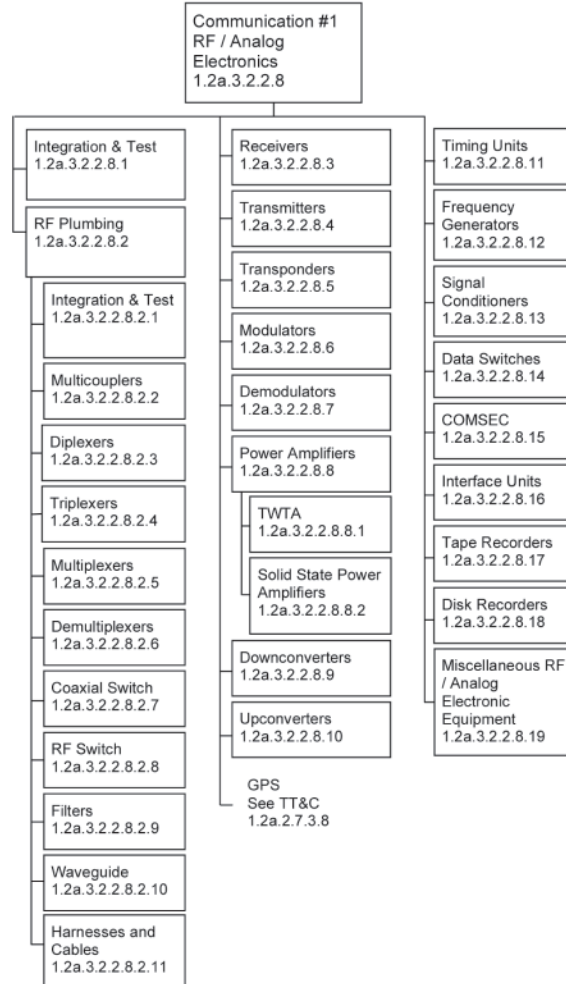 Communication #1
RF / Analog
Electronics
1.2a.3.2.2.8
Integration & Test
1.2a.3.2.2.8.1
RF Plumbing
1.2a.3.2.2.8.2
Integration & Test
1.2a.3.2.2.8.2.1
Multicouplers
1.2a.3.2.2.8.2.2
Diplexers
1.2a.3.2.2.8.2.3
Triplexers
1.2a.3.2.2.8.2.4
Multiplexers
1.2a.3.2.2.8.2.5
Demultiplexers
1.2a.3.2.2.8.2.6
Coaxial Switch
1.2a.3.2.2.8.2.7
RF Switch
1.2a.3.2.2.8.2.8
Filters
1.2a.3.2.2.8.2.9
Waveguide
1.2a.3.2.2.8.2.10
Harnesses and
Cables
1.2a.3.2.2.8.2.11
Receivers
1.2a.3.2.2.8.3
Transmitters
1.2a.3.2.2.8.4
Transponders
1.2a.3.2.2.8.5
Modulators
1.2a.3.2.2.8.6
Demodulators
1.2a.3.2.2.8.7
Power Amplifiers
1.2a.3.2.2.8.8
TWTA
1.2a.3.2.2.8.8.1
Solid State Power
Amplifiers
1.2a.3.2.2.8.8.2
Downconverters
1.2a.3.2.2.8.9
Upconverters
1.2a.3.2.2.8.10
GPS
See TT&C
1.2a.2.7.3.8
Timing Units
1.2a.3.2.2.8.11
Frequency
Generators
1.2a.3.2.2.8.12
Signal
Conditioners
1.2a.3.2.2.8.13
Data Switches
1.2a.3.2.2.8.14
COMSEC
1.2a.3.2.2.8.15
Interface Units
1.2a.3.2.2.8.16
Tape Recorders
1.2a.3.2.2.8.17
Disk Recorders
1.2a.3.2.2.8.18
Miscellaneous RF
/ Analog
Electronic
Equipment
1.2a.3.2.2.8.19